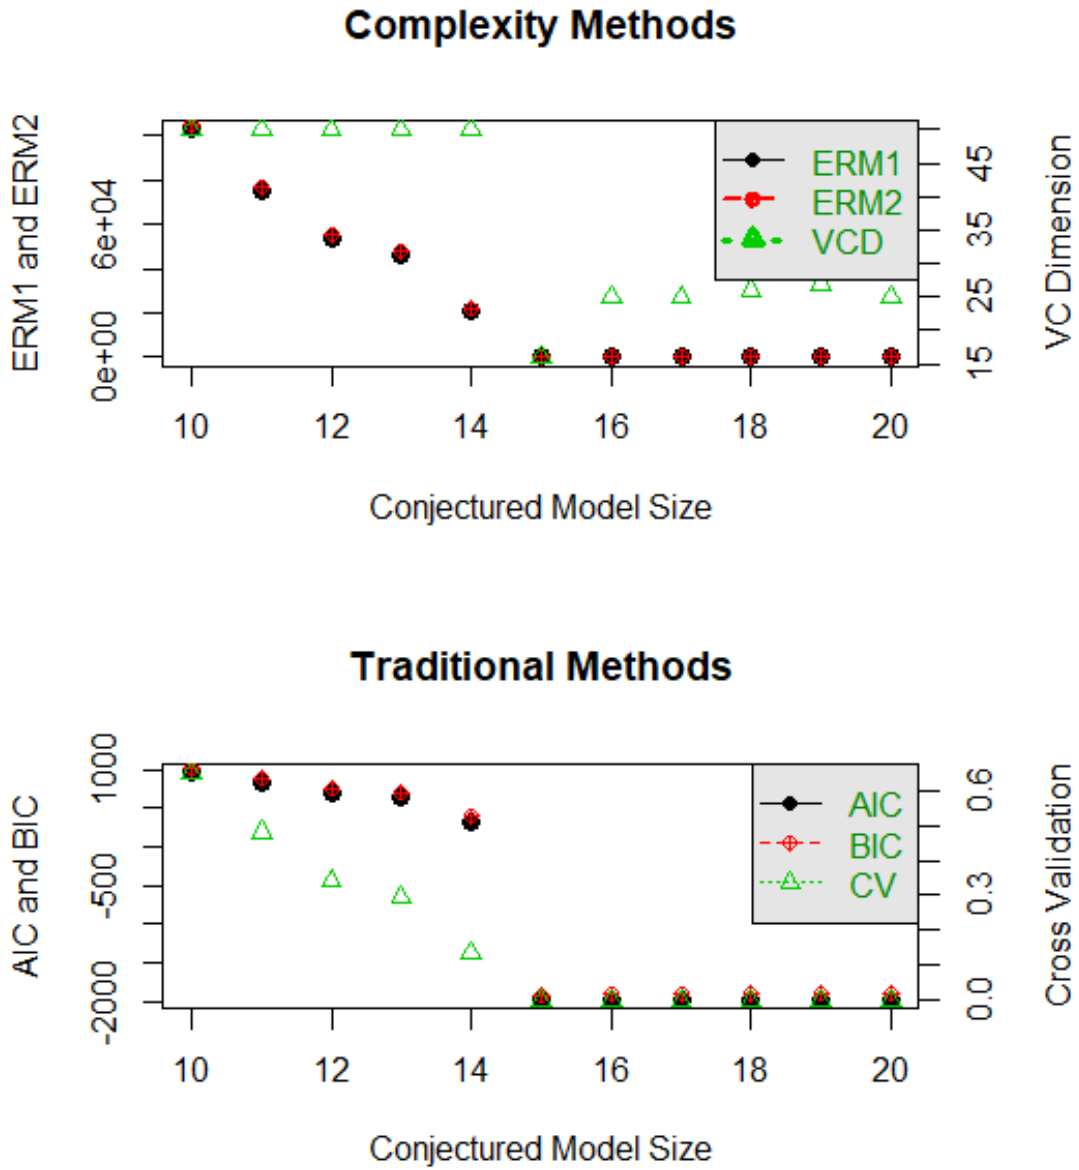 Complexity Methods
ERM1 and ERM2
0e+00 6e+04
ERM1
ERM2
VCD
15 25 35 45
VC Dimension
10 12 14 16 18 20
Conjectured Model Size
Traditional Methods
AIC and BIC
-2000 -500 1000
AIC
BIC
CV
0.0 0.3 0.6
Cross Validation
10 12 14 16 18 20
Conjectured Model Size